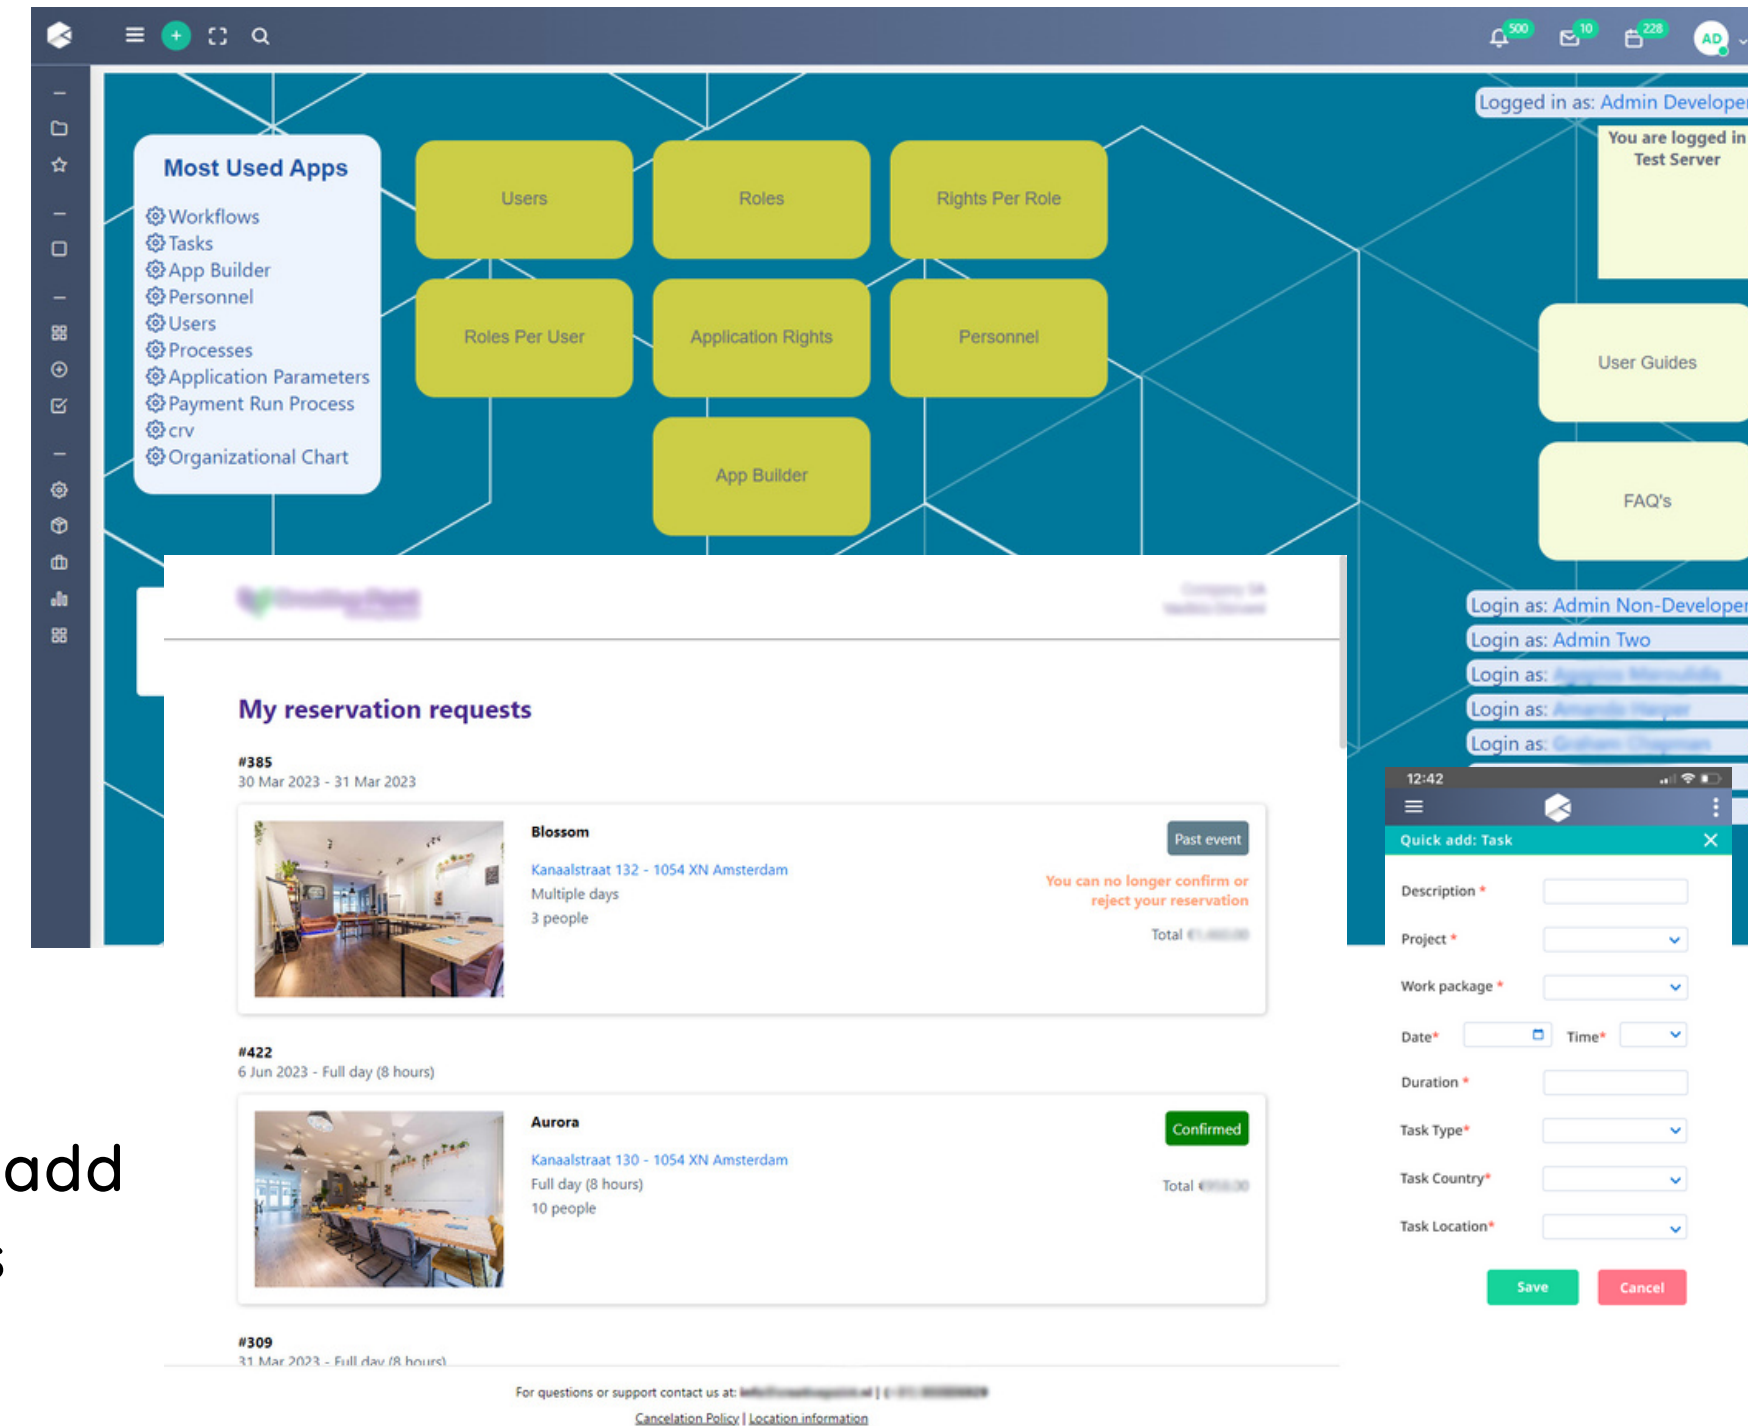 500
10
228
AD
Logged in as: Admin Developer
You are logged in
Test Server
Most Used Apps
Workflows
Tasks
App Builder
Personnel
Users
Processes
Application Parameters
Payment Run Process
crv
Organizational Chart
Users
Roles
Rights Per Role
Roles Per User
Application Rights
Personnel
App Builder
User Guides
FAQ's
Login as: Admin Non-Developer
Login as: Admin Two
Login as:
Login as:
Login as:
My reservation requests
#385
30 Mar 2023 - 31 Mar 2023
Blossom
Kanaalstraat 132 - 1054 XN Amsterdam
Multiple days
3 people
Past event
You can no longer confirm or
reject your reservation
Total
#422
6 Jun 2023 - Full day (8 hours)
Aurora
Kanaalstraat 130 - 1054 XN Amsterdam
Full day (8 hours)
10 people
Confirmed
Total
#309
31 Mar 2023 - Full day (8 hours)
For questions or support contact us at:
Cancelation Policy | Location information
12:42
Quick add: Task
Description *
Project *
Work package *
Date* Time*
Duration *
Task Type*
Task Country*
Task Location*
Save Cancel
add
s